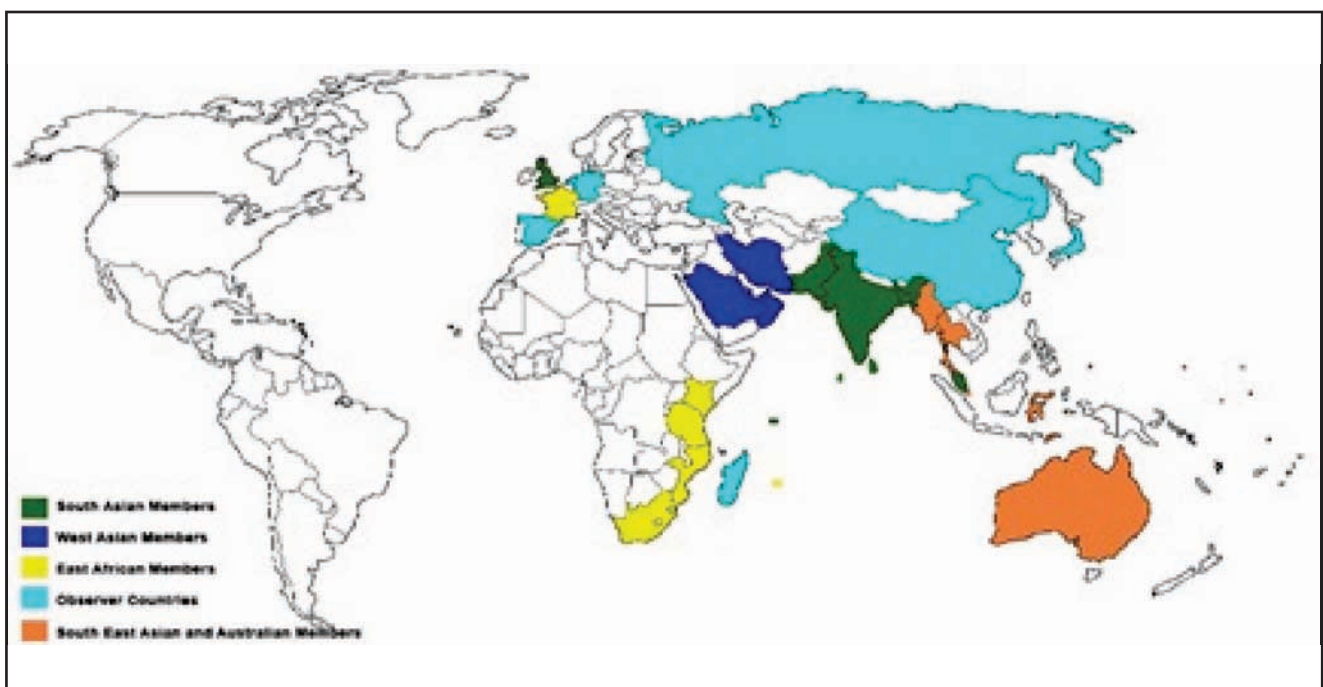 South Asian Members
West Asian Members
East African Members
Observer Countries
South East Asian and Australian Members